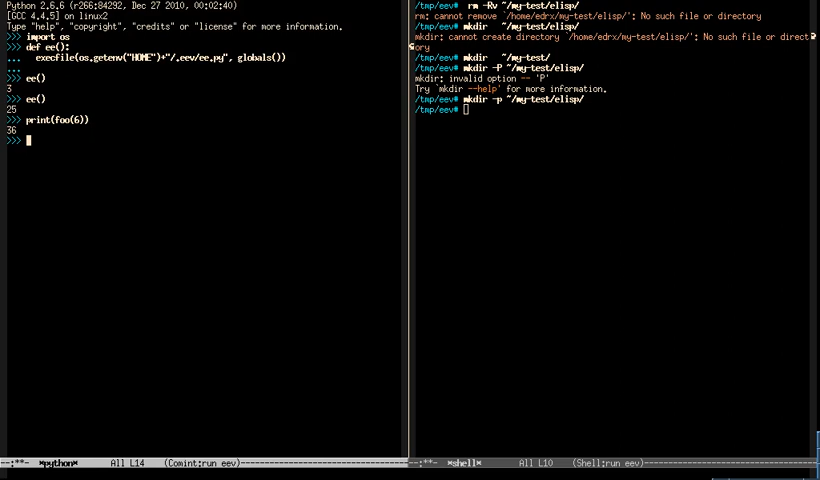 Python 2.6.6 (r266:84292, Dec 27 2010, 00:02:40)
[GCC 4.4.5] on linux2
Type "help", "copyright", "credits" or "license" for more information.
>>> import os
>>> def ee():
...   execfile(os.getenv("HOME")+"/.eev/ee.py", globals())
...
>>> ee()
3
>>> ee()
25
>>> print(foo(6))
36
>>>
--:**-  *python*      All L14    (Comint:run eev)
/tmp/eev#  rm -Rv  ~/my-test/elisp/
rm: cannot remove `/home/edrx/my-test/elisp/': No such file or directory
/tmp/eev# mkdir   ~/my-test/elisp/
mkdir: cannot create directory `/home/edrx/my-test/elisp/': No such file or direct
ory
/tmp/eev# mkdir   ~/my-test/
/tmp/eev# mkdir -P ~/my-test/elisp/
mkdir: invalid option -- 'P'
Try `mkdir --help' for more information.
/tmp/eev# mkdir -p ~/my-test/elisp/
/tmp/eev#
--:**-  *shell*       All L10    (Shell:run eev)